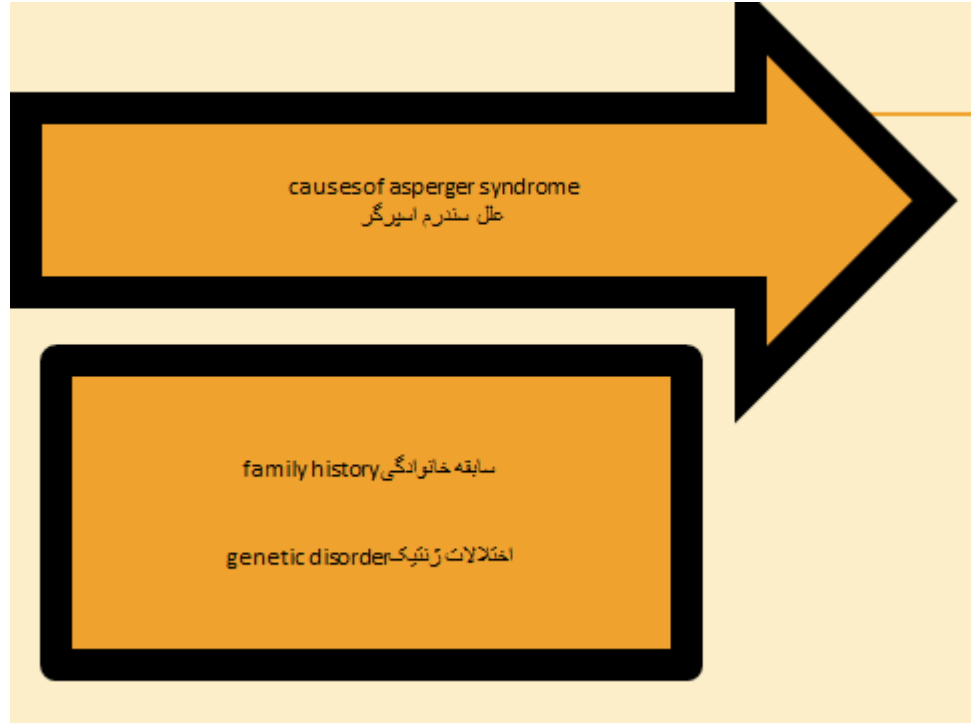 causes of asperger syndrome
علل سندرم اسپرگر
family history سابقه خانوادگی
genetic disorder اختلالات ژنتیک